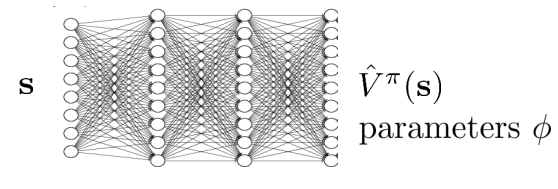 s
V̂^π(s)
parameters ϕ